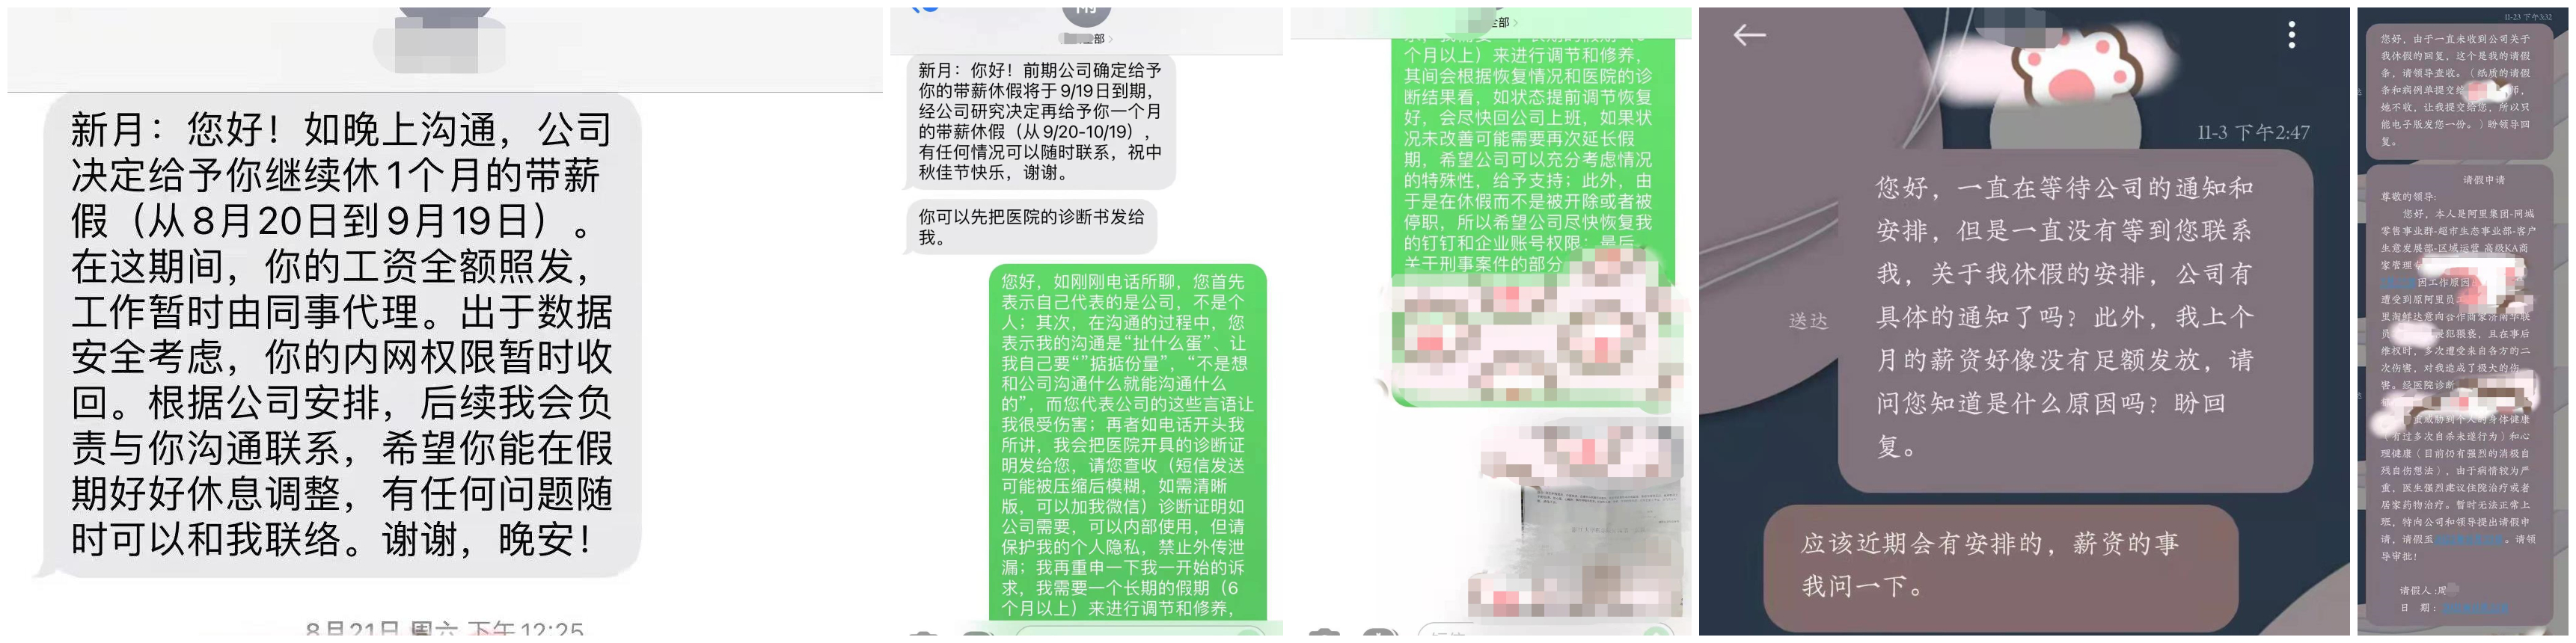 新月：您好！如晚上沟通，公司
决定给予你继续休1个月的带薪
假（从8月20日到9月19日）。
在这期间，你的工资全额照发，
工作暂时由同事代理。出于数据
安全考虑，你的内网权限暂时收
回。根据公司安排，后续我会负
责与你沟通联系，希望你能在假
期好好休息调整，有任何问题随
时可以和我联络。谢谢，晚安！
8月21日 周六 下午12:25
部
新月：你好！前期公司确定给予
你的带薪休假将于9/19日到期，
经公司研究决定再给予你一个月
的带薪休假（从9/20-10/19），
有任何情况可以随时联系，祝中
秋佳节快乐，谢谢。
你可以先把医院的诊断书发给
我。
您好，如刚刚电话所聊，您首先
表示自己代表的是公司，不是个
人；其次，在沟通的过程中，您
表示我的沟通是“扯什么蛋”、让
我自己要“”掂掂份量”，“不是想
和公司沟通什么就能沟通什么
的”，而您代表公司的这些言语让
我很受伤害；再者如电话开头我
所讲，我会把医院开具的诊断证
明发给您，请您查收（短信发送
可能被压缩后模糊，如需清晰
版，可以加我微信）诊断证明如
公司需要，可以内部使用，但请
保护我的个人隐私，禁止外传泄
漏；我再重申一下我一开始的诉
求，我需要一个长期的假期（6
个月以上）来进行调节和修养，
全部
个月以上）来进行调节和修养，
其间会根据恢复情况和医院的诊
断结果看，如状态提前调节恢复
好，会尽快回公司上班，如果状
况未改善可能需要再次延长假
期，希望公司可以充分考虑情况
的特殊性，给予支持；此外，由
于是在休假而不是被开除或者被
停职，所以希望公司尽快恢复我
的钉钉和企业账号权限；最后，
关于刑事案件的部分
11-3 下午2:47
您好，一直在等待公司的通知和
安排，但是一直没有等到您联系
我，关于我休假的安排，公司有
具体的通知了吗？此外，我上个
月的薪资好像没有足额发放，请
问您知道是什么原因吗？盼回
复。
送达
应该近期会有安排的，薪资的事
我问一下。
11-23 下午3:32
您好，由于一直未收到公司关于
我休假的回复，这个是我的请假
条，请领导查收。（纸质的请假
条和病例单提交给 师，
她不收，让我提交给您，所以只
能电子版发您一份。）盼领导回
复。
请假申请
尊敬的领导：
您好，本人是阿里集团-同城
零售事业群-超市生态事业部-客户
生意发展部-区域运营 高级KA商
家管理专
因工作原因
遭受到原阿里员
里淘鲜达意向合作商家济南华联
员 侵犯猥亵，且在事后
维权时，多次遭受来自各方的二
次伤害，对我造成了极大的伤
害。经医院诊断
重威胁到个人的身体健康
（有过多次自杀未遂行为）和心
理健康（目前仍有强烈的消极自
残自伤想法），由于病情较为严
重，医生强烈建议住院治疗或者
居家药物治疗。暂时无法正常上
班，特向公司和领导提出请假申
请，请假至 。请领
导审批！
请假人：周
日 期：